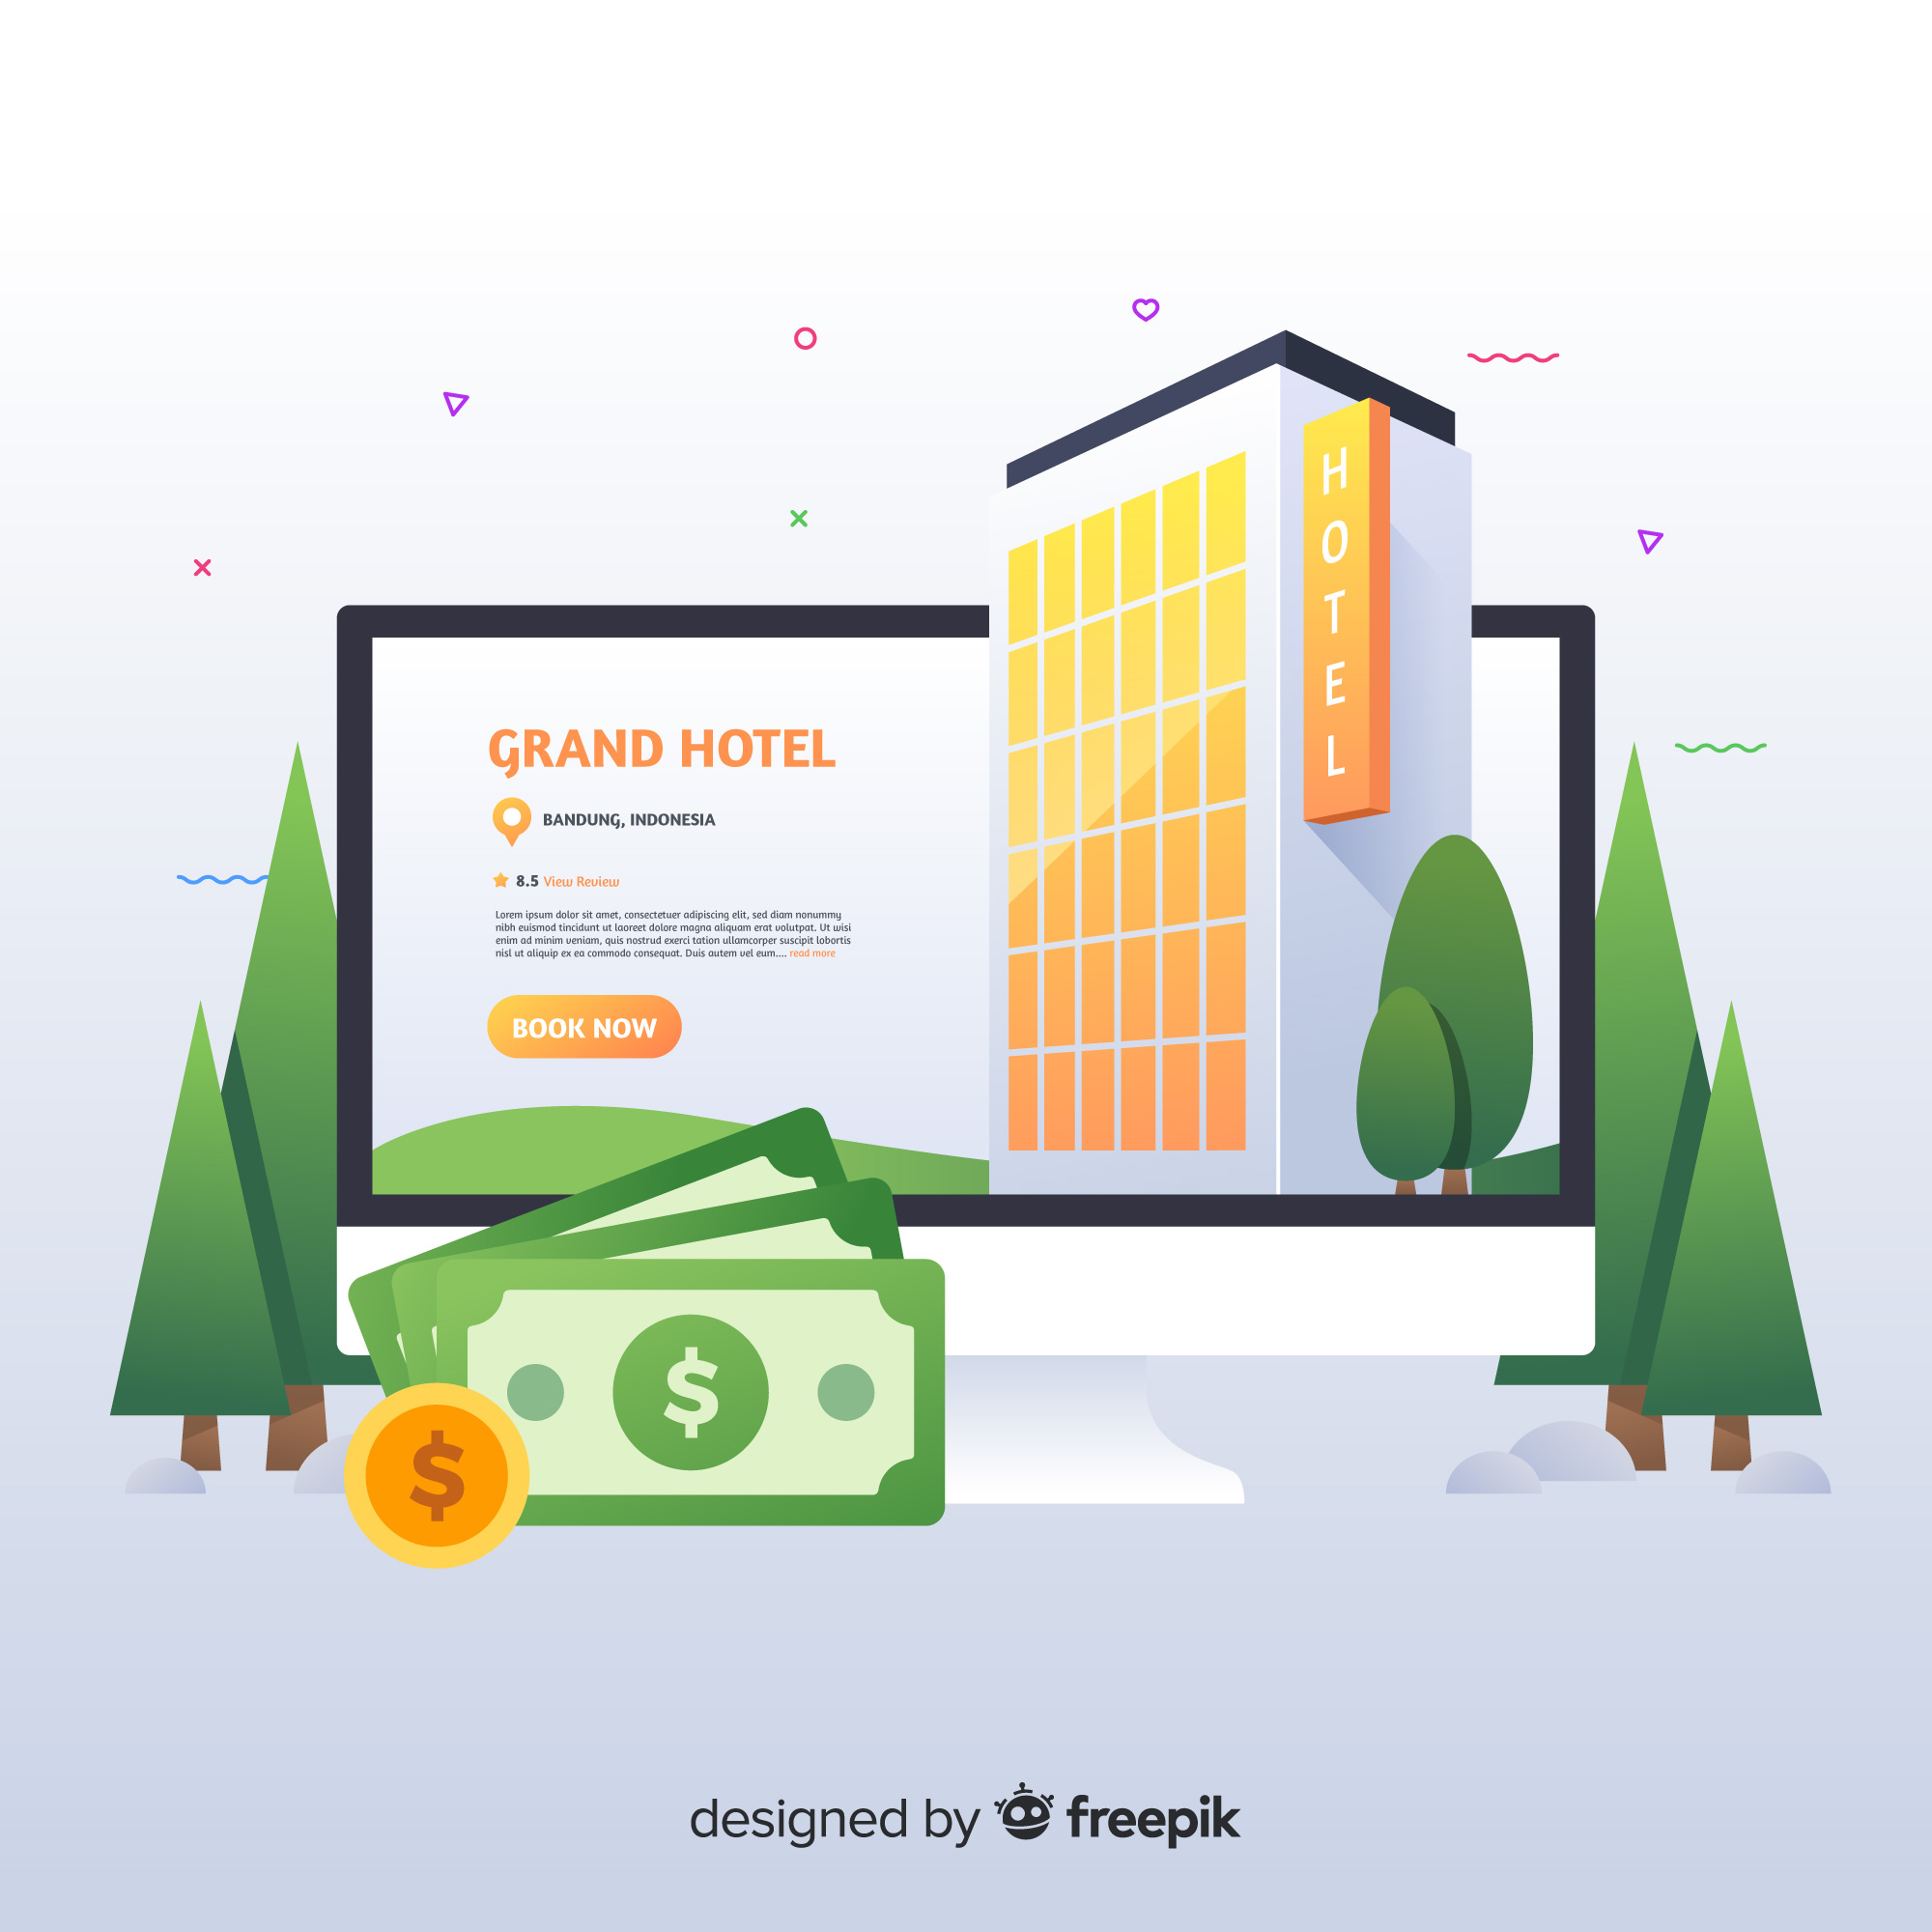 HOTEL
GRAND HOTEL
BANDUNG, INDONESIA
8.5 View Review
Lorem ipsum dolor sit amet, consectetuer adipiscing elit, sed diam nonummy
nibh euismod tincidunt ut laoreet dolore magna aliquam erat volutpat. Ut wisi
enim ad minim veniam, quis nostrud exerci tation ullamcorper suscipit lobortis
nisl ut aliquip ex ea commodo consequat. Duis autem vel eum.... read more
BOOK NOW
$
$
designed by freepik